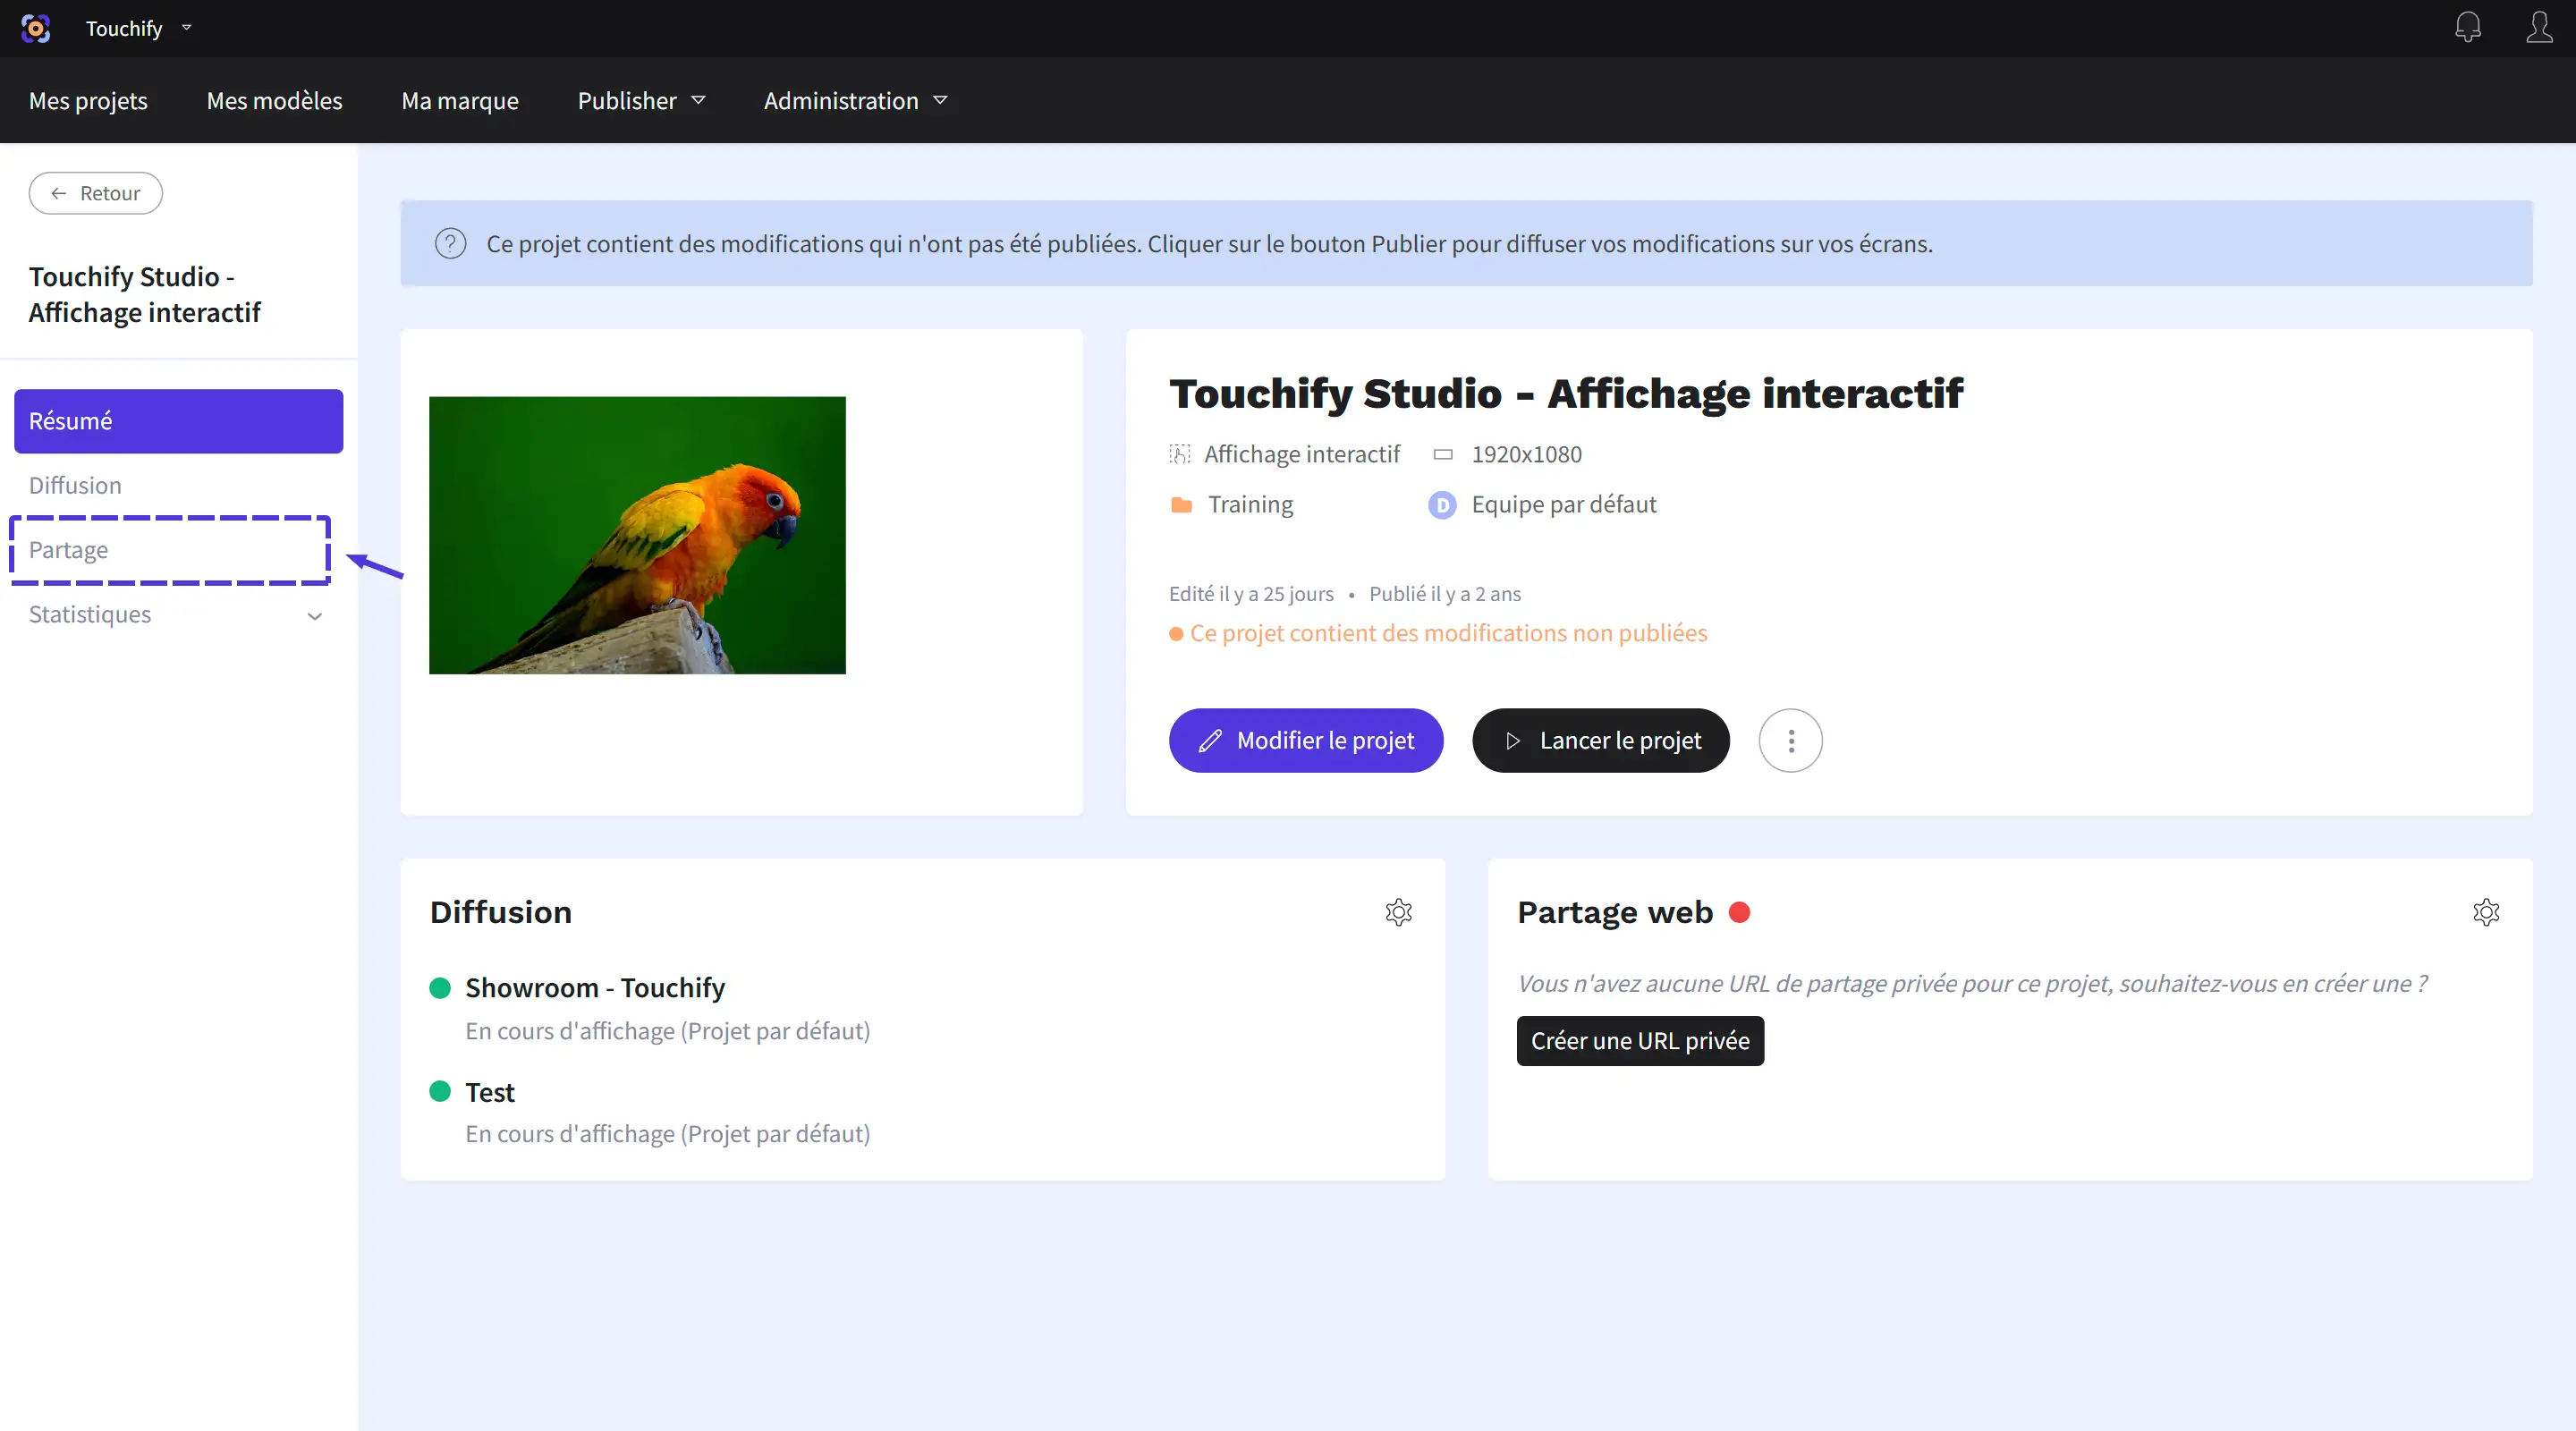 Touchify
Mes projets
Mes modèles
Ma marque
Publisher
Administration
Retour
Touchify Studio -
Affichage interactif
Résumé
Diffusion
Partage
Statistiques
Ce projet contient des modifications qui n'ont pas été publiées. Cliquer sur le bouton Publier pour diffuser vos modifications sur vos écrans.
Touchify Studio - Affichage interactif
Affichage interactif
1920x1080
Training
D
Equipe par défaut
Edité il y a 25 jours • Publié il y a 2 ans
Ce projet contient des modifications non publiées
Modifier le projet
Lancer le projet
Diffusion
Showroom - Touchify
En cours d'affichage (Projet par défaut)
Test
En cours d'affichage (Projet par défaut)
Partage web
Vous n'avez aucune URL de partage privée pour ce projet, souhaitez-vous en créer une ?
Créer une URL privée